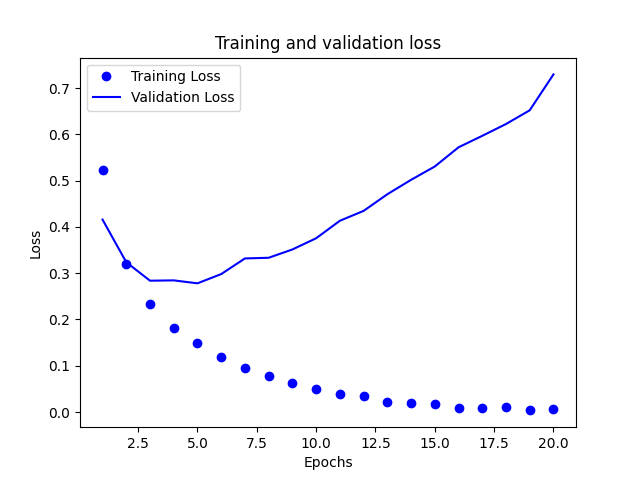 Training and validation loss
Training Loss
Validation Loss
0.7
0.6
0.5
0.4
0.3
0.2
0.1
0.0
Loss
2.5 5.0 7.5 10.0 12.5 15.0 17.5 20.0
Epochs